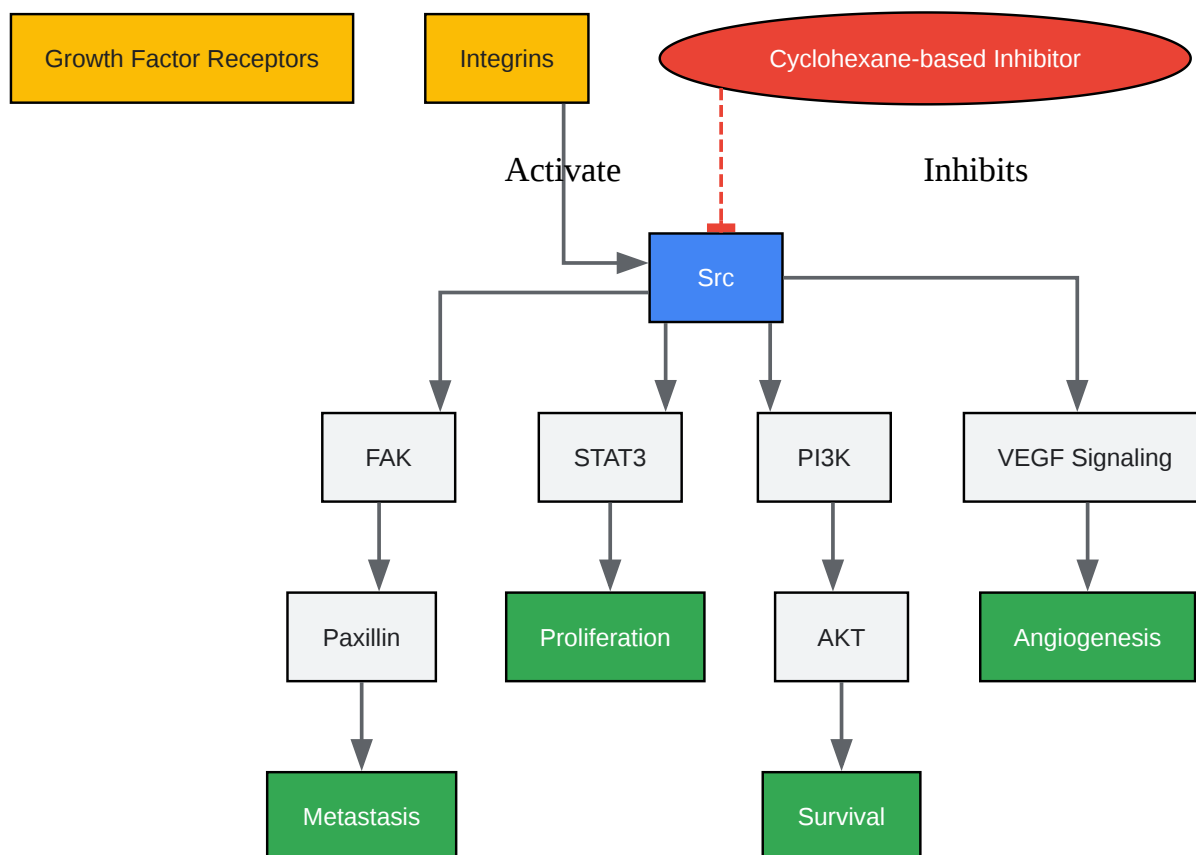 Growth Factor Receptors
Integrins
Cyclohexane-based Inhibitor
Activate
Inhibits
Src
FAK
STAT3
PI3K
VEGF Signaling
Paxillin
Proliferation
AKT
Angiogenesis
Metastasis
Survival